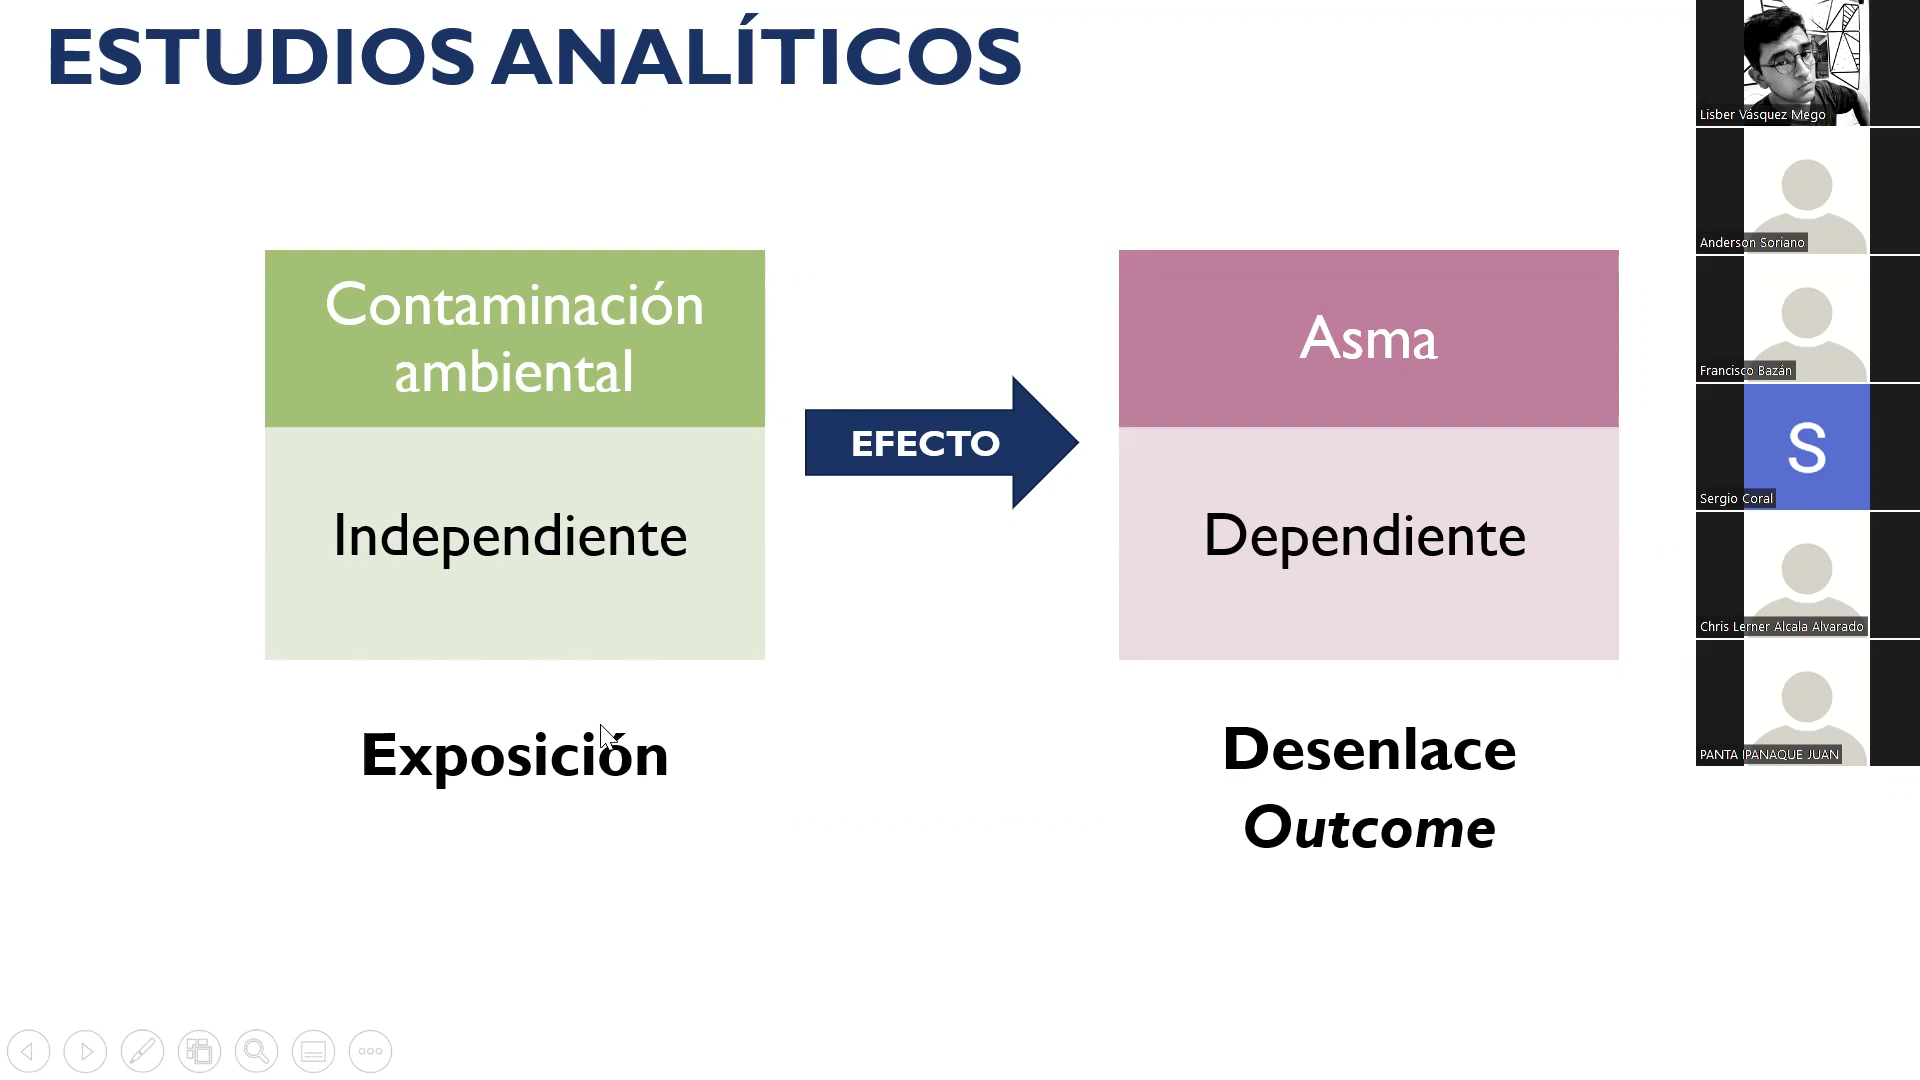 ESTUDIOS ANALÍTICOS
Contaminación
ambiental
Independiente
Exposición
EFECTO
Asma
Dependiente
Desenlace
Outcome
Lisber Vásquez Mego
Anderson Soriano
Francisco Bazán
S
Sergio Coral
Chris Lerner Alcala Alvarado
PANTA IPANAQUE JUAN